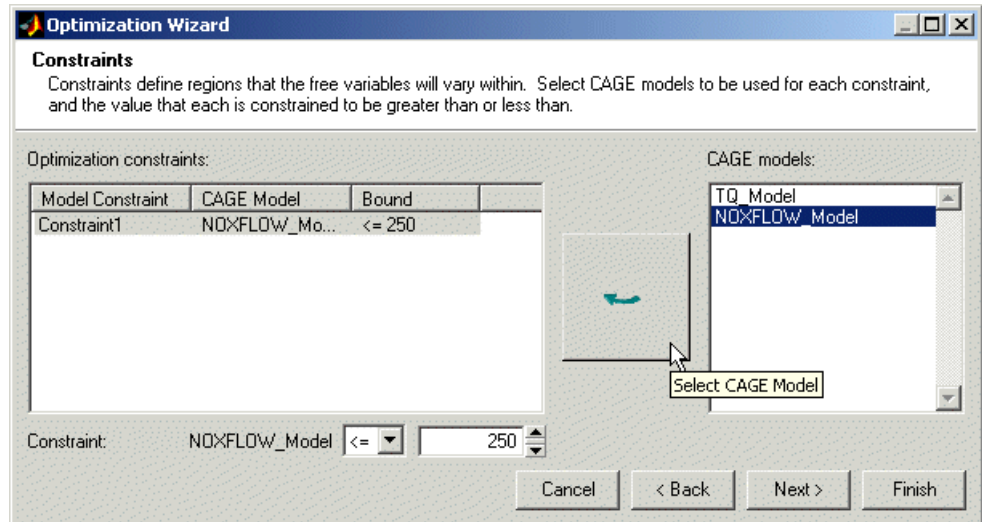 Optimization Wizard
Constraints
Constraints define regions that the free variables will vary within. Select CAGE models to be used for each constraint,
and the value that each is constrained to be greater than or less than.
Optimization constraints:
CAGE models:
Model Constraint CAGE Model Bound
Constraint1 NOXFLOW_Mo... <= 250
TQ_Model
NOXFLOW_Model
Select CAGE Model
Constraint: NOXFLOW_Model <= 250
Cancel < Back Next > Finish